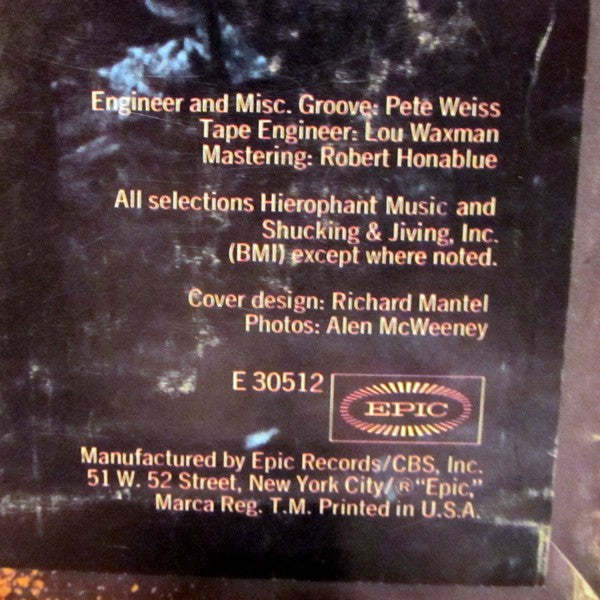 Engineer and Misc. Groove: Pete Weiss
Tape Engineer: Lou Waxman
Mastering: Robert Honablue
All selections Hierophant Music and
Shucking & Jiving, Inc.
(BMI) except where noted.
Cover design: Richard Mantel
Photos: Alen McWeeney
E 30512
EPIC
Manufactured by Epic Records/CBS, Inc.
51 W. 52 Street, New York City/® "Epic,"
Marca Reg. T.M. Printed in U.S.A.